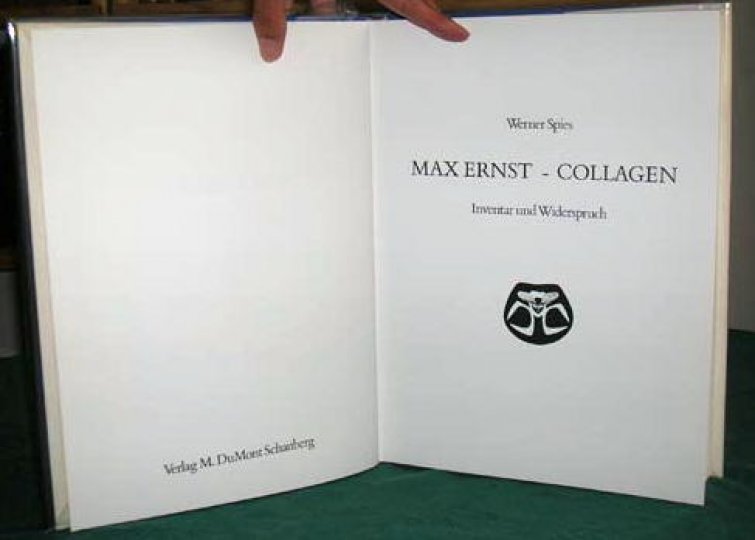 Verlag M. DuMont Schauberg
Werner Spies
MAX ERNST - COLLAGEN
Inventar und Widerspruch